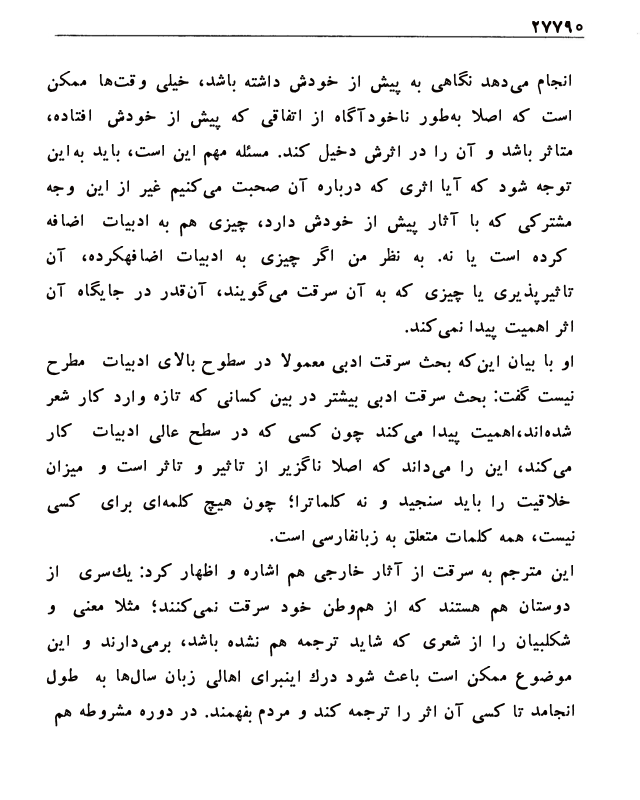 ۲۷۷۹۰
انجام می‌دهد نگاهی به پیش از خودش داشته باشد، خیلی وقت‌ها ممکن
است که اصلا به‌طور ناخودآگاه از اتفاقی که پیش از خودش افتاده،
متاثر باشد و آن را در اثرش دخیل کند. مسئله مهم این است، باید به‌این
توجه شود که آیا اثری که درباره آن صحبت می‌کنیم غیر از این وجه
مشترکی که با آثار پیش از خودش دارد، چیزی هم به ادبیات اضافه
کرده است یا نه. به نظر من اگر چیزی به ادبیات اضافهکرده، آن
تاثیرپذیری یا چیزی که به آن سرقت می‌گویند، آن‌قدر در جایگاه آن
اثر اهمیت پیدا نمی‌کند.
او با بیان این‌که بحث سرقت ادبی معمولا در سطوح بالای ادبیات مطرح
نیست گفت: بحث سرقت ادبی بیشتر در بین کسانی که تازه وارد کار شعر
شده‌اند،اهمیت پیدا می‌کند چون کسی که در سطح عالی ادبیات کار
می‌کند، این را می‌داند که اصلا ناگزیر از تاثیر و تاثر است و میزان
خلاقیت را باید سنجید و نه کلماترا؛ چون هیچ کلمه‌ای برای کسی
نیست، همه کلمات متعلق به زبانفارسی است.
این مترجم به سرقت از آثار خارجی هم اشاره و اظهار کرد: یك‌سری از
دوستان هم هستند که از هم‌وطن خود سرقت نمی‌کنند؛ مثلا معنی و
شکلبیان را از شعری که شاید ترجمه هم نشده باشد، برمی‌دارند و این
موضوع ممکن است باعث شود درك اینبرای اهالی زبان سال‌ها به طول
انجامد تا کسی آن اثر را ترجمه کند و مردم بفهمند. در دوره مشروطه هم